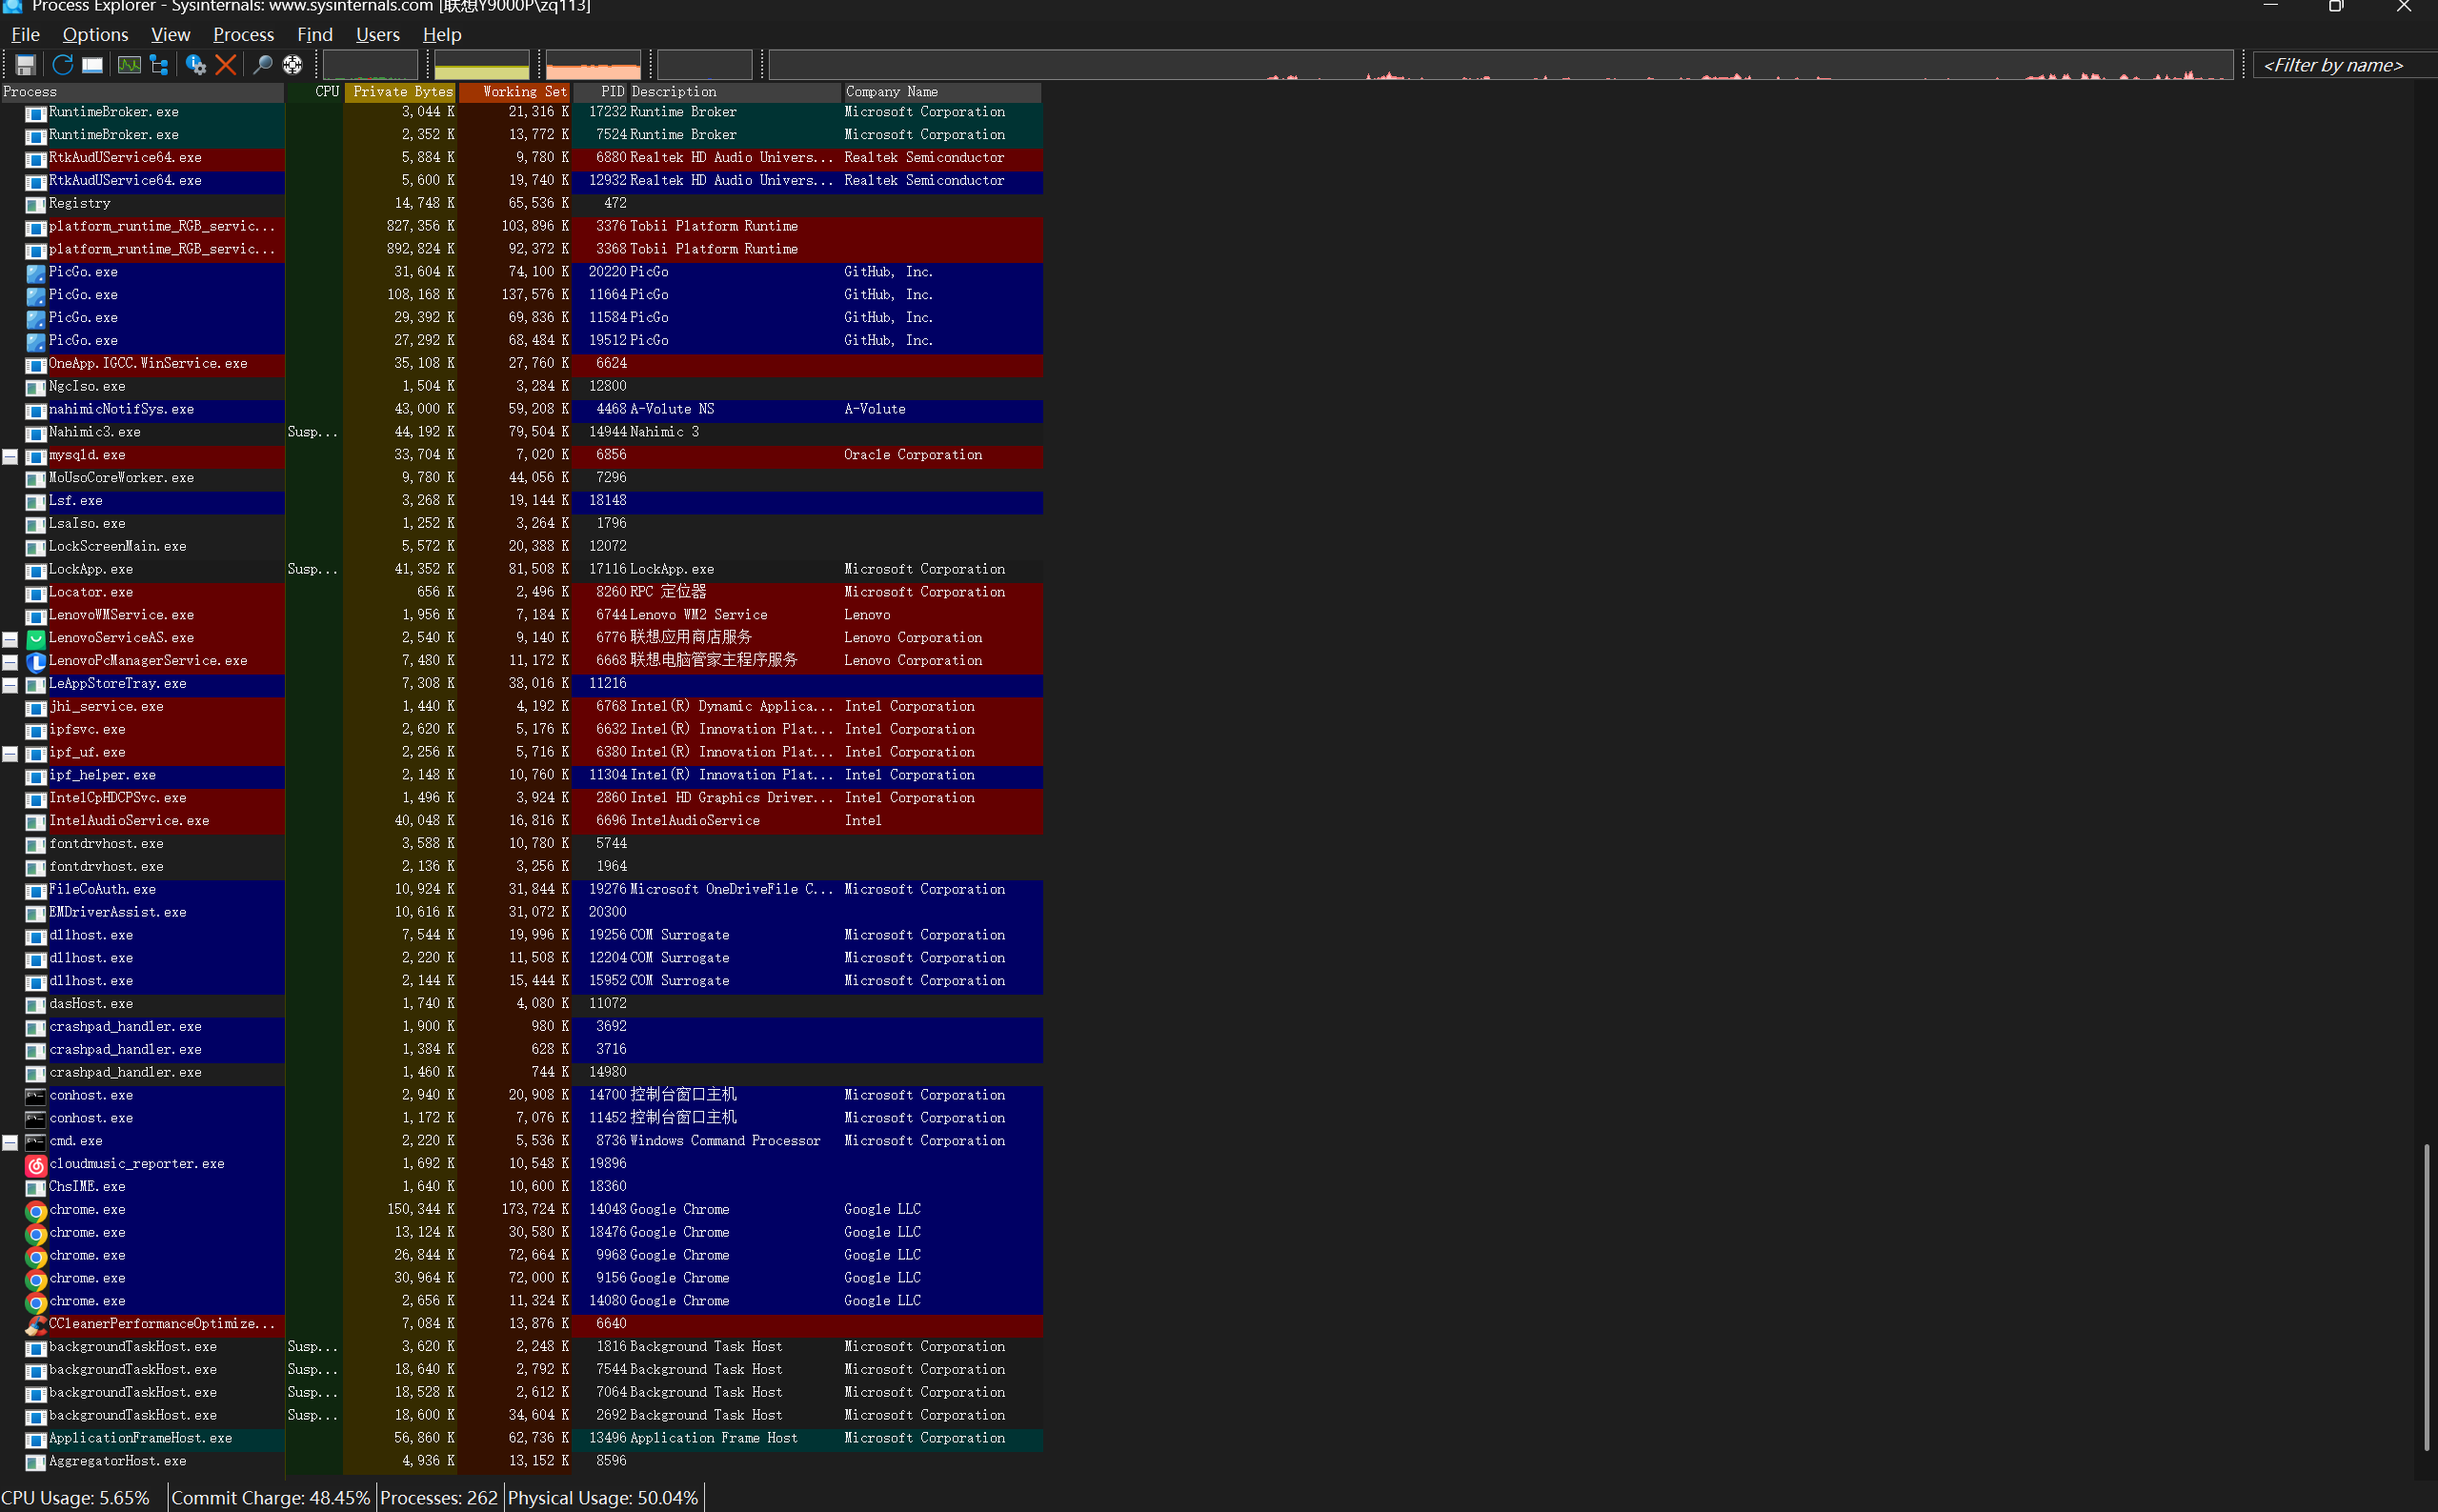 Process Explorer - Sysinternals: www.sysinternals.com [联想Y9000P\zq113]
File Options View Process Find Users Help
<Filter by name>
Process CPU Private Bytes Working Set PID Description Company Name
RuntimeBroker.exe 3,044 K 21,316 K 17232 Runtime Broker Microsoft Corporation
RuntimeBroker.exe 2,352 K 13,772 K 7524 Runtime Broker Microsoft Corporation
RtkAudUService64.exe 5,884 K 9,780 K 6880 Realtek HD Audio Univers... Realtek Semiconductor
RtkAudUService64.exe 5,600 K 19,740 K 12932 Realtek HD Audio Univers... Realtek Semiconductor
Registry 14,748 K 65,536 K 472
platform_runtime_RGB_servic... 827,356 K 103,896 K 3376 Tobii Platform Runtime
platform_runtime_RGB_servic... 892,824 K 92,372 K 3368 Tobii Platform Runtime
PicGo.exe 31,604 K 74,100 K 20220 PicGo GitHub, Inc.
PicGo.exe 108,168 K 137,576 K 11664 PicGo GitHub, Inc.
PicGo.exe 29,392 K 69,836 K 11584 PicGo GitHub, Inc.
PicGo.exe 27,292 K 68,484 K 19512 PicGo GitHub, Inc.
OneApp.IGCC.WinService.exe 35,108 K 27,760 K 6624
NgcIso.exe 1,504 K 3,284 K 12800
nahimicNotifSys.exe 43,000 K 59,208 K 4468 A-Volute NS A-Volute
Nahimic3.exe Susp... 44,192 K 79,504 K 14944 Nahimic 3
mysqld.exe 33,704 K 7,020 K 6856 Oracle Corporation
MoUsoCoreWorker.exe 9,780 K 44,056 K 7296
Lsf.exe 3,268 K 19,144 K 18148
LsaIso.exe 1,252 K 3,264 K 1796
LockScreenMain.exe 5,572 K 20,388 K 12072
LockApp.exe Susp... 41,352 K 81,508 K 17116 LockApp.exe Microsoft Corporation
Locator.exe 656 K 2,496 K 8260 RPC 定位器 Microsoft Corporation
LenovoWMService.exe 1,956 K 7,184 K 6744 Lenovo WM2 Service Lenovo
LenovoServiceAS.exe 2,540 K 9,140 K 6776 联想应用商店服务 Lenovo Corporation
LenovoPcManagerService.exe 7,480 K 11,172 K 6668 联想电脑管家主程序服务 Lenovo Corporation
LeAppStoreTray.exe 7,308 K 38,016 K 11216
jhi_service.exe 1,440 K 4,192 K 6768 Intel(R) Dynamic Applica... Intel Corporation
ipfsvc.exe 2,620 K 5,176 K 6632 Intel(R) Innovation Plat... Intel Corporation
ipf_uf.exe 2,256 K 5,716 K 6380 Intel(R) Innovation Plat... Intel Corporation
ipf_helper.exe 2,148 K 10,760 K 11304 Intel(R) Innovation Plat... Intel Corporation
IntelCpHDCPSvc.exe 1,496 K 3,924 K 2860 Intel HD Graphics Driver... Intel Corporation
IntelAudioService.exe 40,048 K 16,816 K 6696 IntelAudioService Intel
fontdrvhost.exe 3,588 K 10,780 K 5744
fontdrvhost.exe 2,136 K 3,256 K 1964
FileCoAuth.exe 10,924 K 31,844 K 19276 Microsoft OneDriveFile C... Microsoft Corporation
EMDriverAssist.exe 10,616 K 31,072 K 20300
dllhost.exe 7,544 K 19,996 K 19256 COM Surrogate Microsoft Corporation
dllhost.exe 2,220 K 11,508 K 12204 COM Surrogate Microsoft Corporation
dllhost.exe 2,144 K 15,444 K 15952 COM Surrogate Microsoft Corporation
dasHost.exe 1,740 K 4,080 K 11072
crashpad_handler.exe 1,900 K 980 K 3692
crashpad_handler.exe 1,384 K 628 K 3716
crashpad_handler.exe 1,460 K 744 K 14980
conhost.exe 2,940 K 20,908 K 14700 控制台窗口主机 Microsoft Corporation
conhost.exe 1,172 K 7,076 K 11452 控制台窗口主机 Microsoft Corporation
cmd.exe 2,220 K 5,536 K 8736 Windows Command Processor Microsoft Corporation
cloudmusic_reporter.exe 1,692 K 10,548 K 19896
ChsIME.exe 1,640 K 10,600 K 18360
chrome.exe 150,344 K 173,724 K 14048 Google Chrome Google LLC
chrome.exe 13,124 K 30,580 K 18476 Google Chrome Google LLC
chrome.exe 26,844 K 72,664 K 9968 Google Chrome Google LLC
chrome.exe 30,964 K 72,000 K 9156 Google Chrome Google LLC
chrome.exe 2,656 K 11,324 K 14080 Google Chrome Google LLC
CCleanerPerformanceOptimize... 7,084 K 13,876 K 6640
backgroundTaskHost.exe Susp... 3,620 K 2,248 K 1816 Background Task Host Microsoft Corporation
backgroundTaskHost.exe Susp... 18,640 K 2,792 K 7544 Background Task Host Microsoft Corporation
backgroundTaskHost.exe Susp... 18,528 K 2,612 K 7064 Background Task Host Microsoft Corporation
backgroundTaskHost.exe Susp... 18,600 K 34,604 K 2692 Background Task Host Microsoft Corporation
ApplicationFrameHost.exe 56,860 K 62,736 K 13496 Application Frame Host Microsoft Corporation
AggregatorHost.exe 4,936 K 13,152 K 8596
CPU Usage: 5.65% Commit Charge: 48.45% Processes: 262 Physical Usage: 50.04%